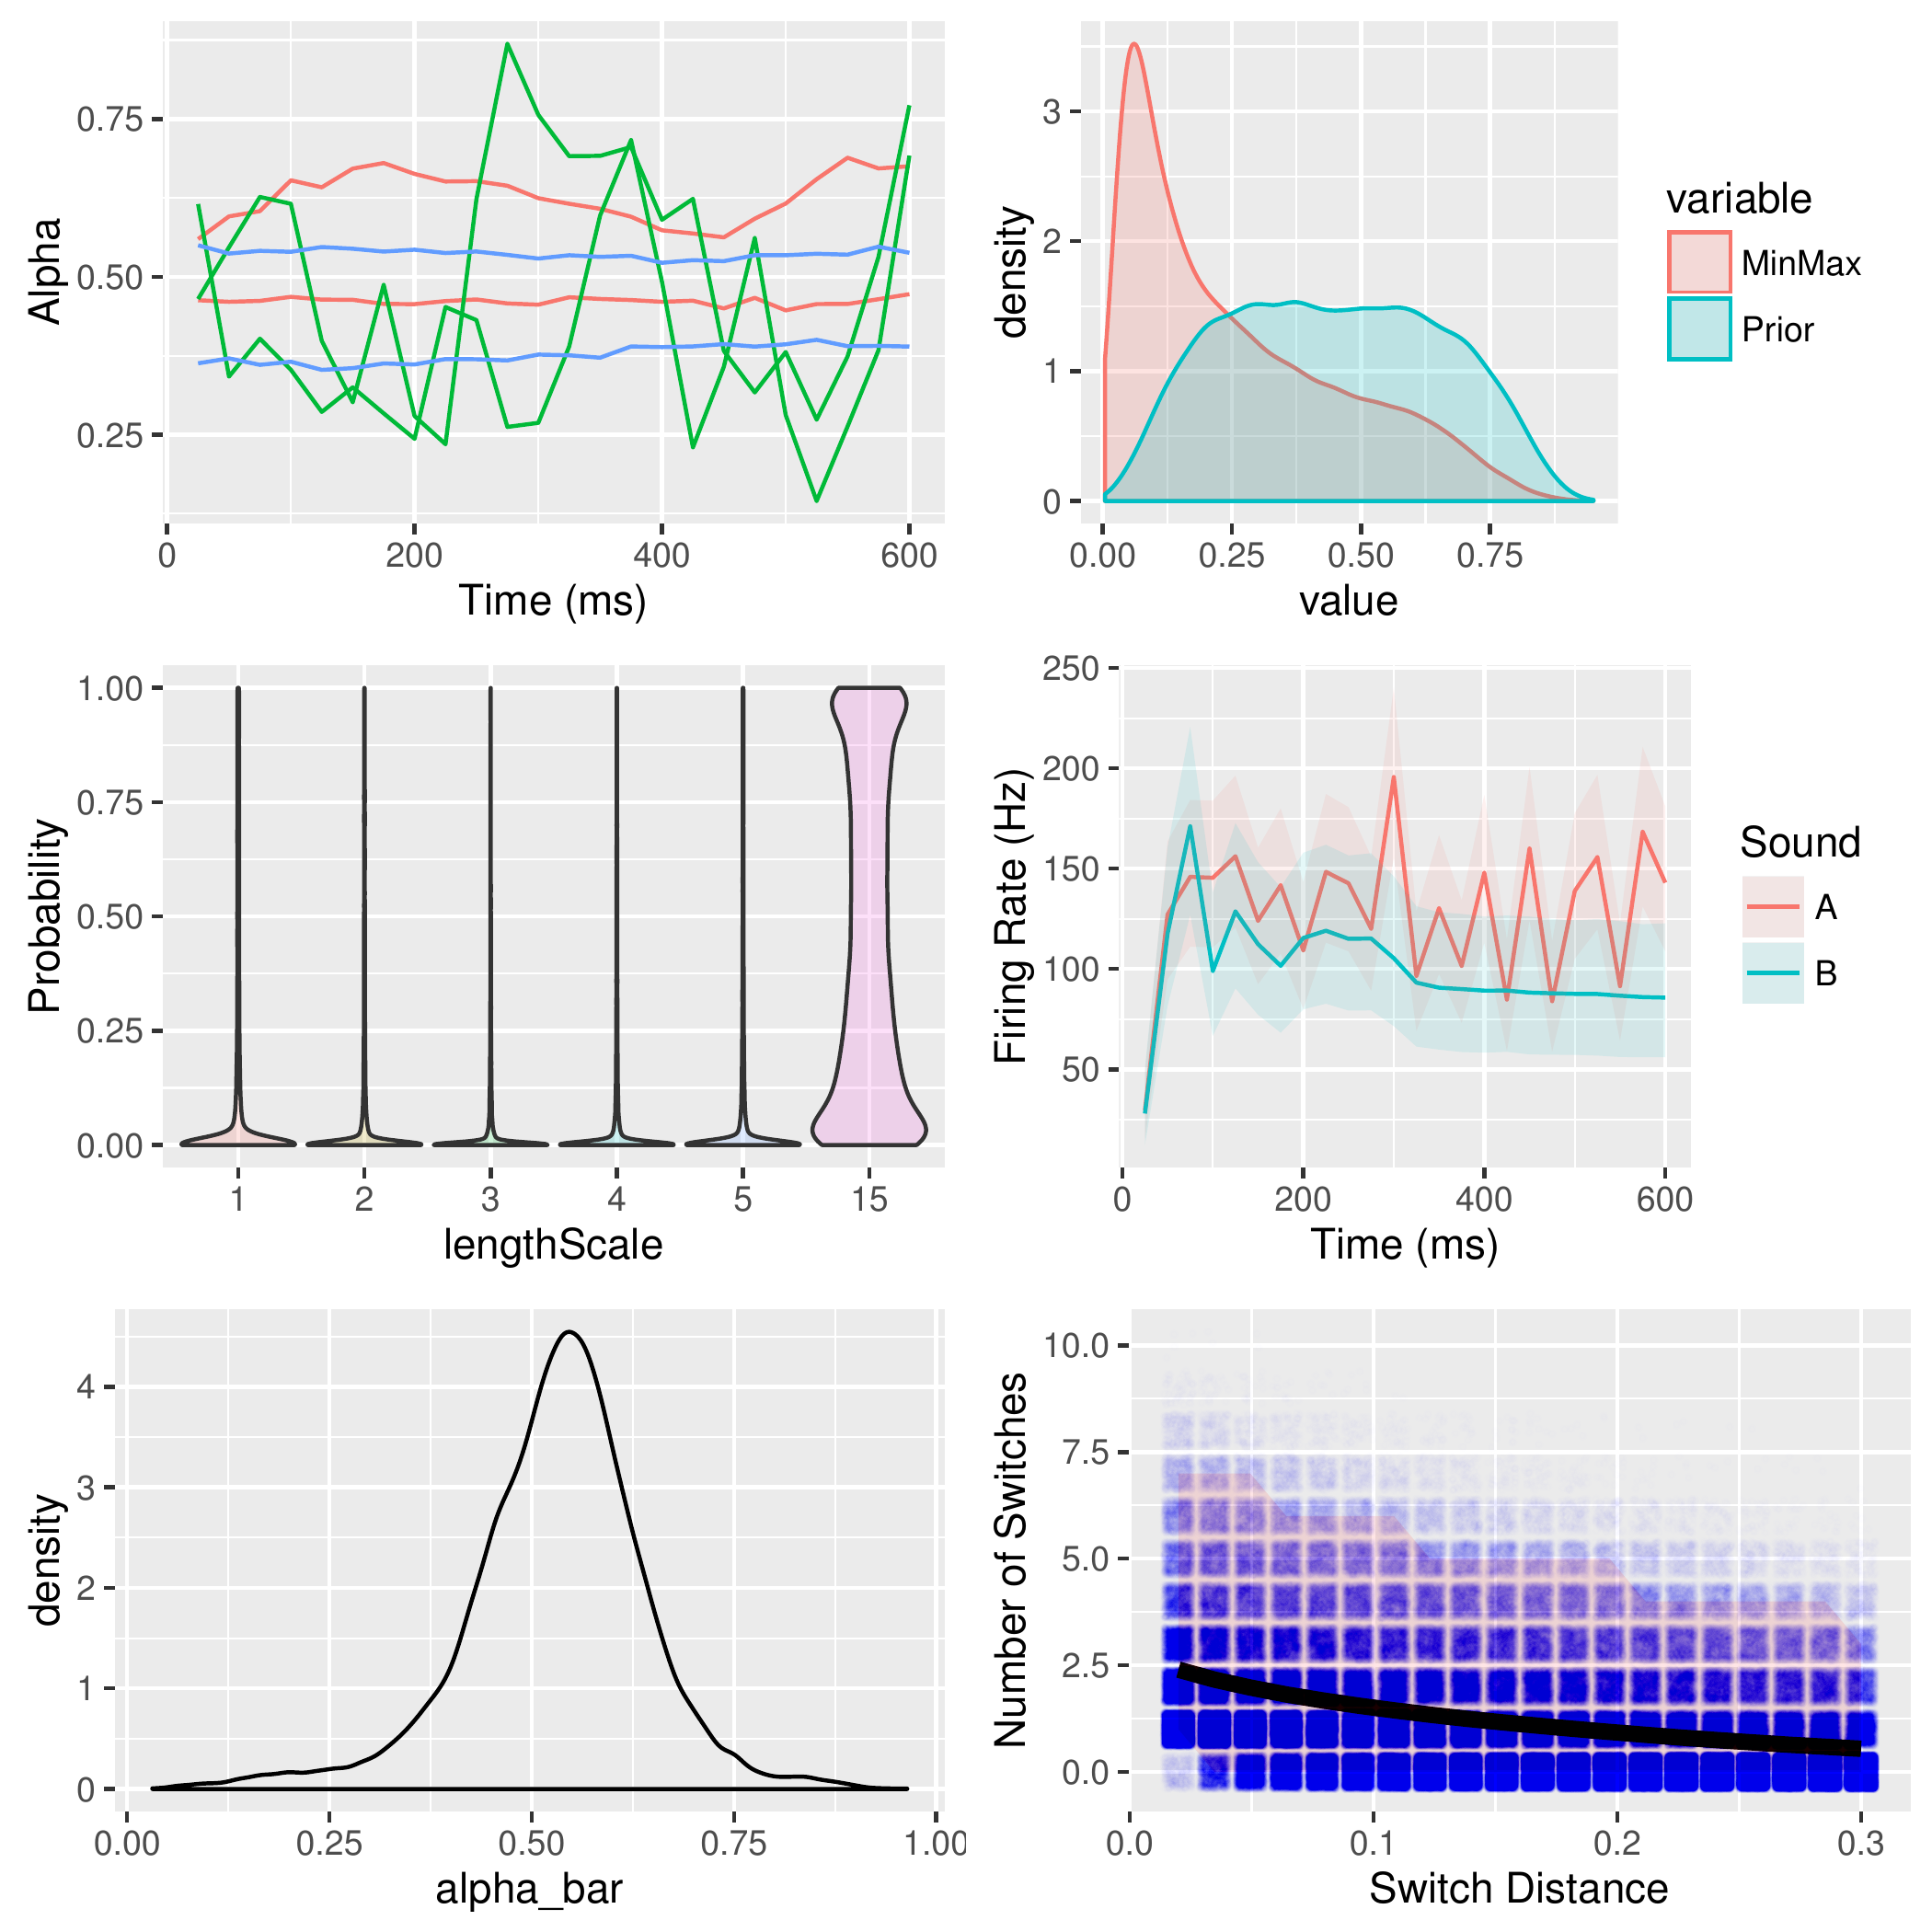 Alpha
0.75
0.50
0.25
0 200 400 600
Time (ms)
density
3
2
1
0
0.00 0.25 0.50 0.75
value
variable
MinMax
Prior
Probability
1.00
0.75
0.50
0.25
0.00
1 2 3 4 5 15
lengthScale
Firing Rate (Hz)
250
200
150
100
50
0 200 400 600
Time (ms)
Sound
A
B
density
4
3
2
1
0
0.00 0.25 0.50 0.75 1.00
alpha_bar
Number of Switches
10.0
7.5
5.0
2.5
0.0
0.0 0.1 0.2 0.3
Switch Distance